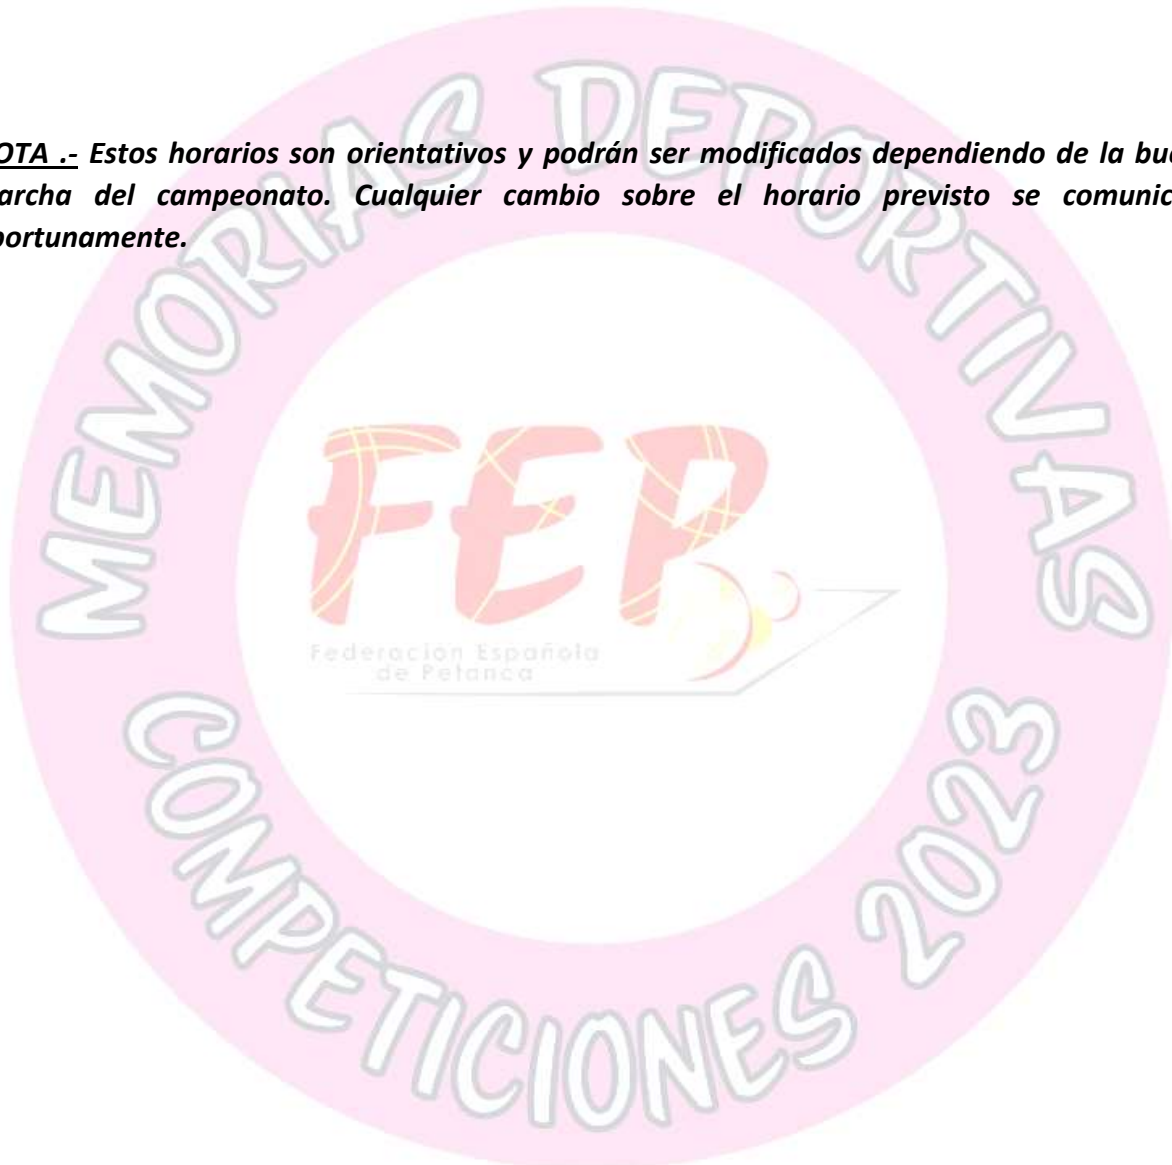 OTA .- Estos horarios son orientativos y podrán ser modificados dependiendo de la bu
archa del campeonato. Cualquier cambio sobre el horario previsto se comunic
portunamente.
MEMORIAS DEPORTIVAS
FEP
Federación Española
de Petanca
COMPETICIONES 2023